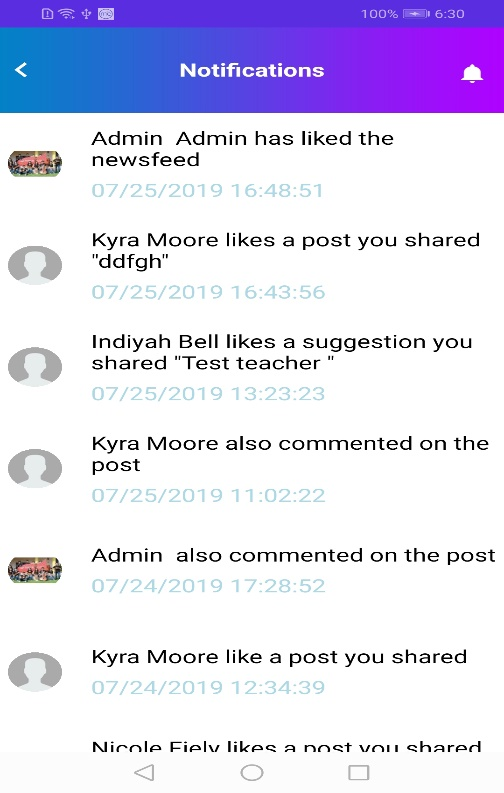 100% 6:30
Notifications
Admin  Admin has liked the
newsfeed
07/25/2019 16:48:51
Kyra Moore likes a post you shared
"ddfgh"
07/25/2019 16:43:56
Indiyah Bell likes a suggestion you
shared "Test teacher "
07/25/2019 13:23:23
Kyra Moore also commented on the
post
07/25/2019 11:02:22
Admin  also commented on the post
07/24/2019 17:28:52
Kyra Moore like a post you shared
07/24/2019 12:34:39
Nicole Fiely likes a post you shared